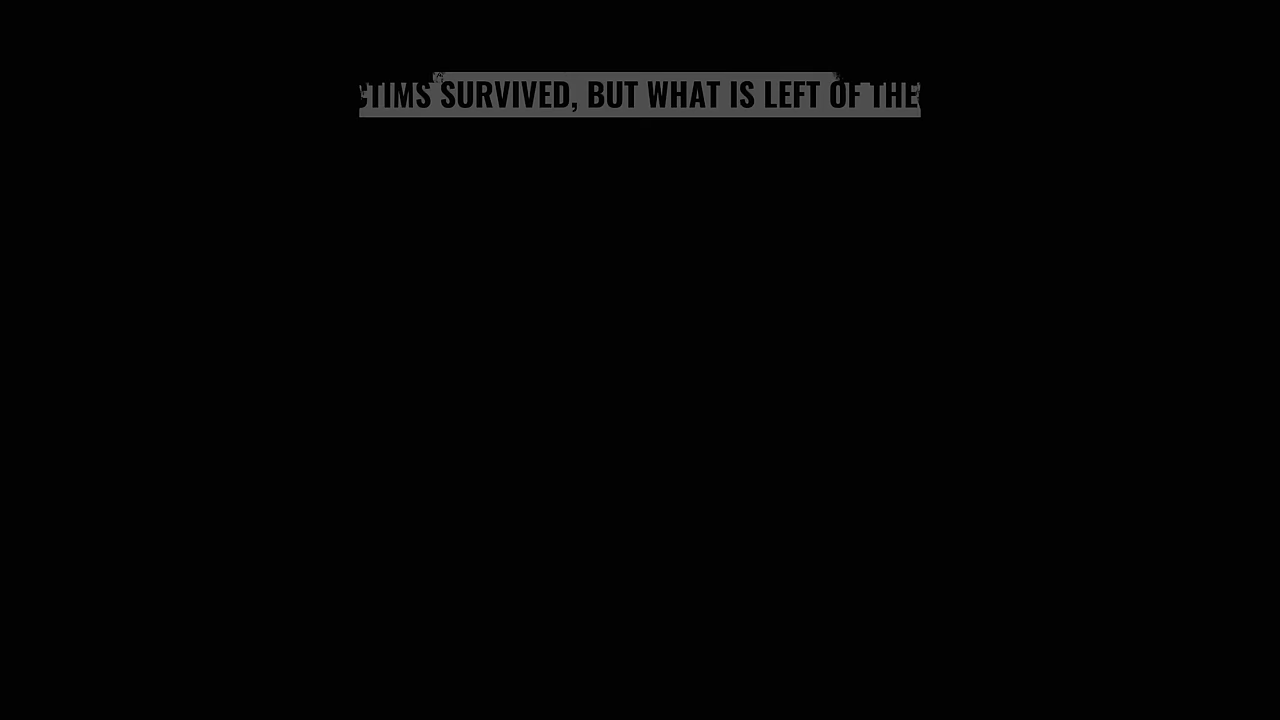 CTIMS SURVIVED, BUT WHAT IS LEFT OF THE